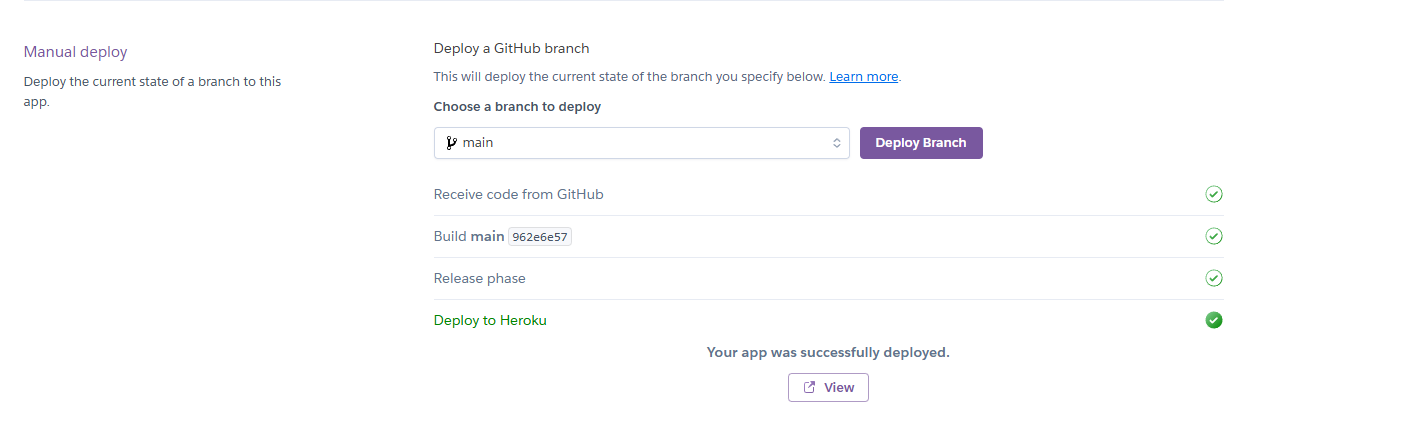 Manual deploy
Deploy the current state of a branch to this
app.
Deploy a GitHub branch
This will deploy the current state of the branch you specify below. Learn more.
Choose a branch to deploy
main
Deploy Branch
Receive code from GitHub
Build main 962e6e57
Release phase
Deploy to Heroku
Your app was successfully deployed.
View